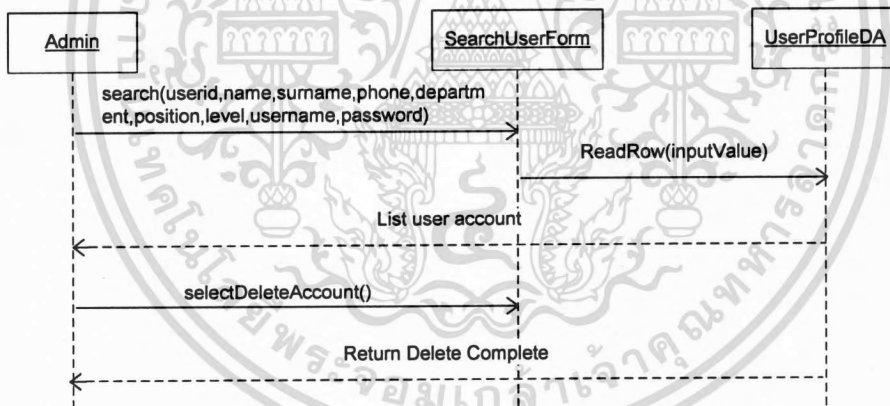 Admin
SearchUserForm
UserProfileDA
search(userid,name,surname,phone,departm
ent,position,level,username,password)
ReadRow(inputValue)
List user account
selectDeleteAccount()
Return Delete Complete